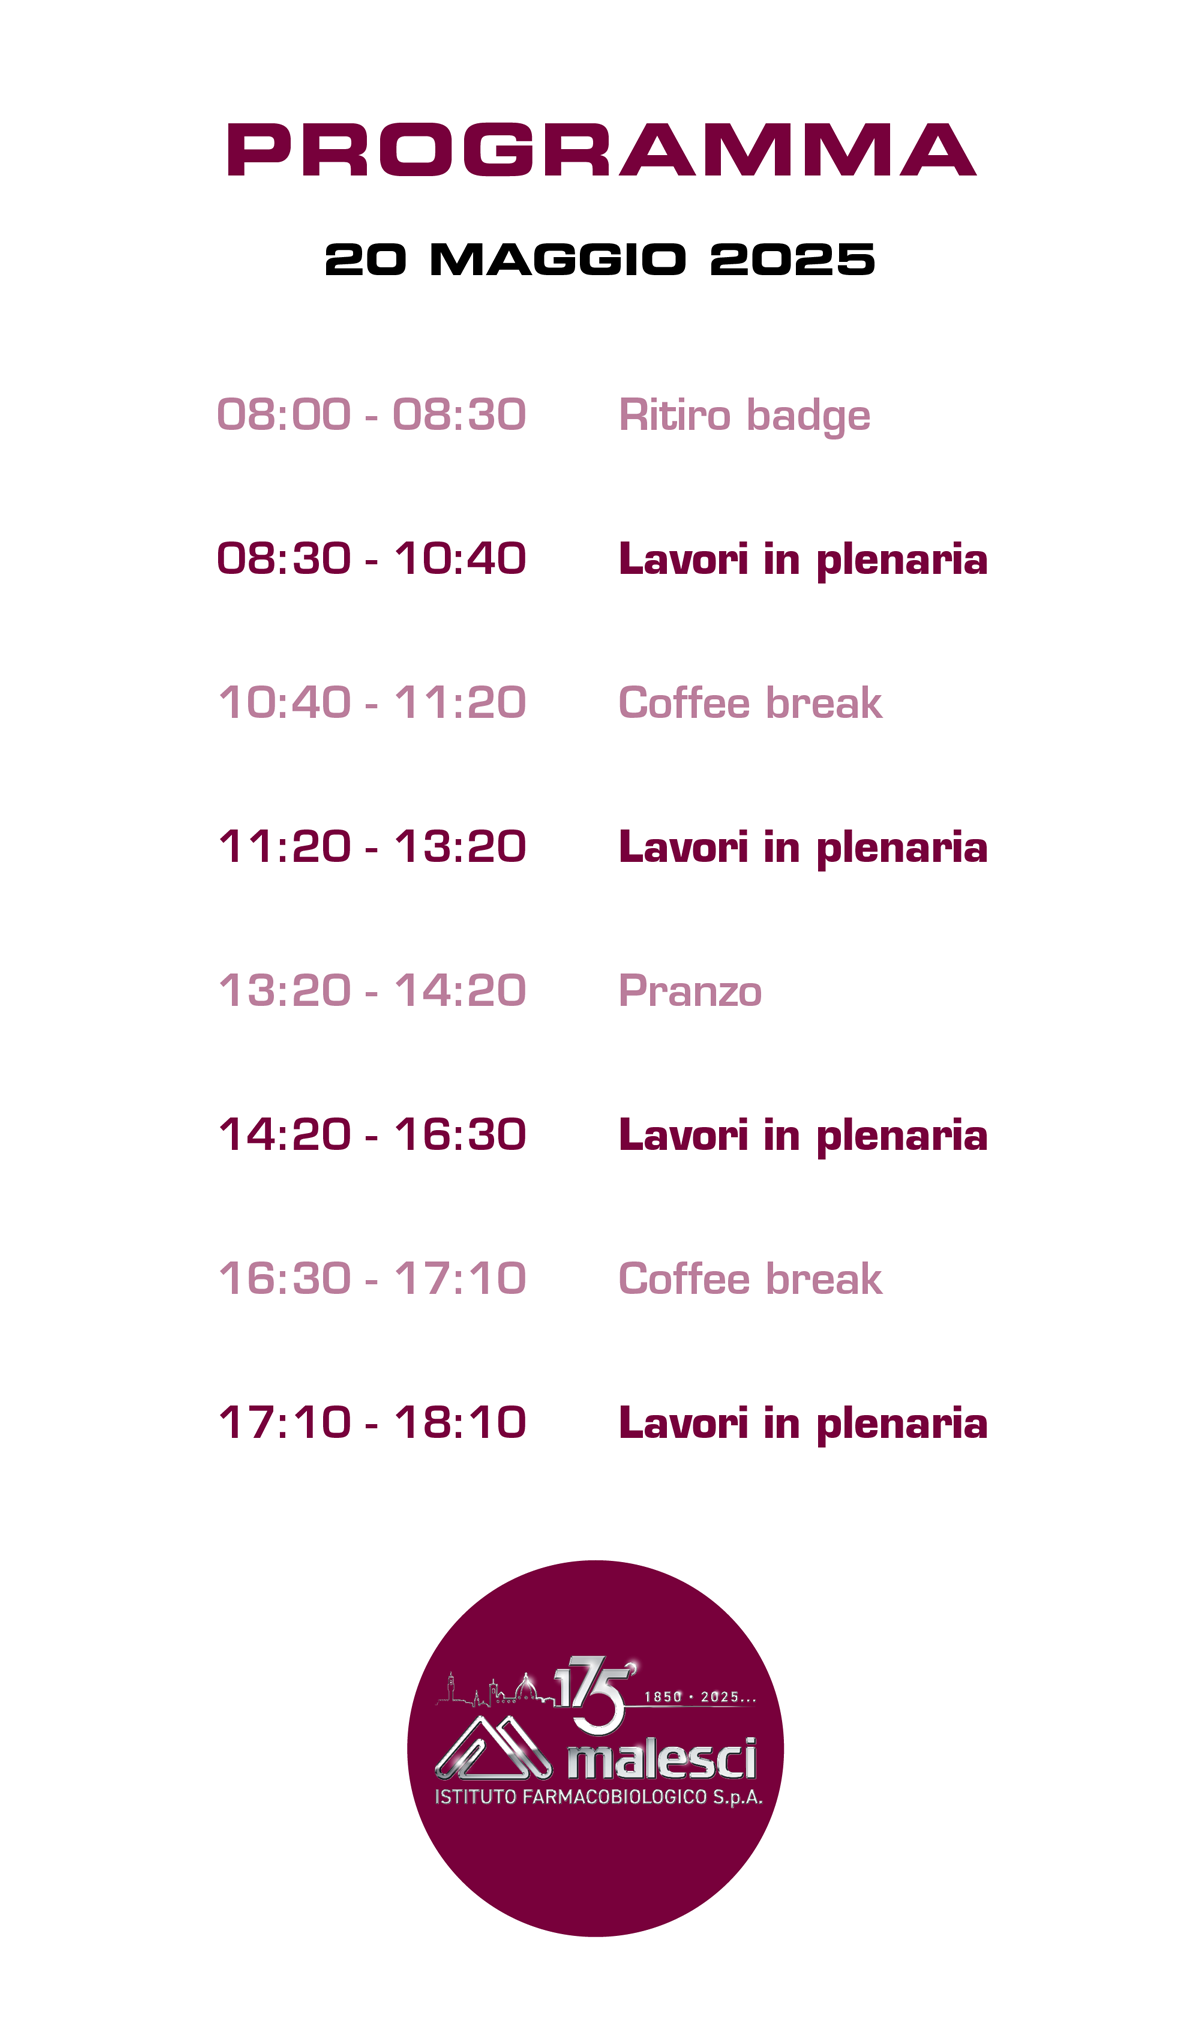 PROGRAMMA
20 MAGGIO 2025
08:00 - 08:30 Ritiro badge
08:30 - 10:40 Lavori in plenaria
10:40 - 11:20 Coffee break
11:20 - 13:20 Lavori in plenaria
13:20 - 14:20 Pranzo
14:20 - 16:30 Lavori in plenaria
16:30 - 17:10 Coffee break
17:10 - 18:10 Lavori in plenaria
175°
1850 • 2025...
malesci
ISTITUTO FARMACOBIOLOGICO S.p.A.